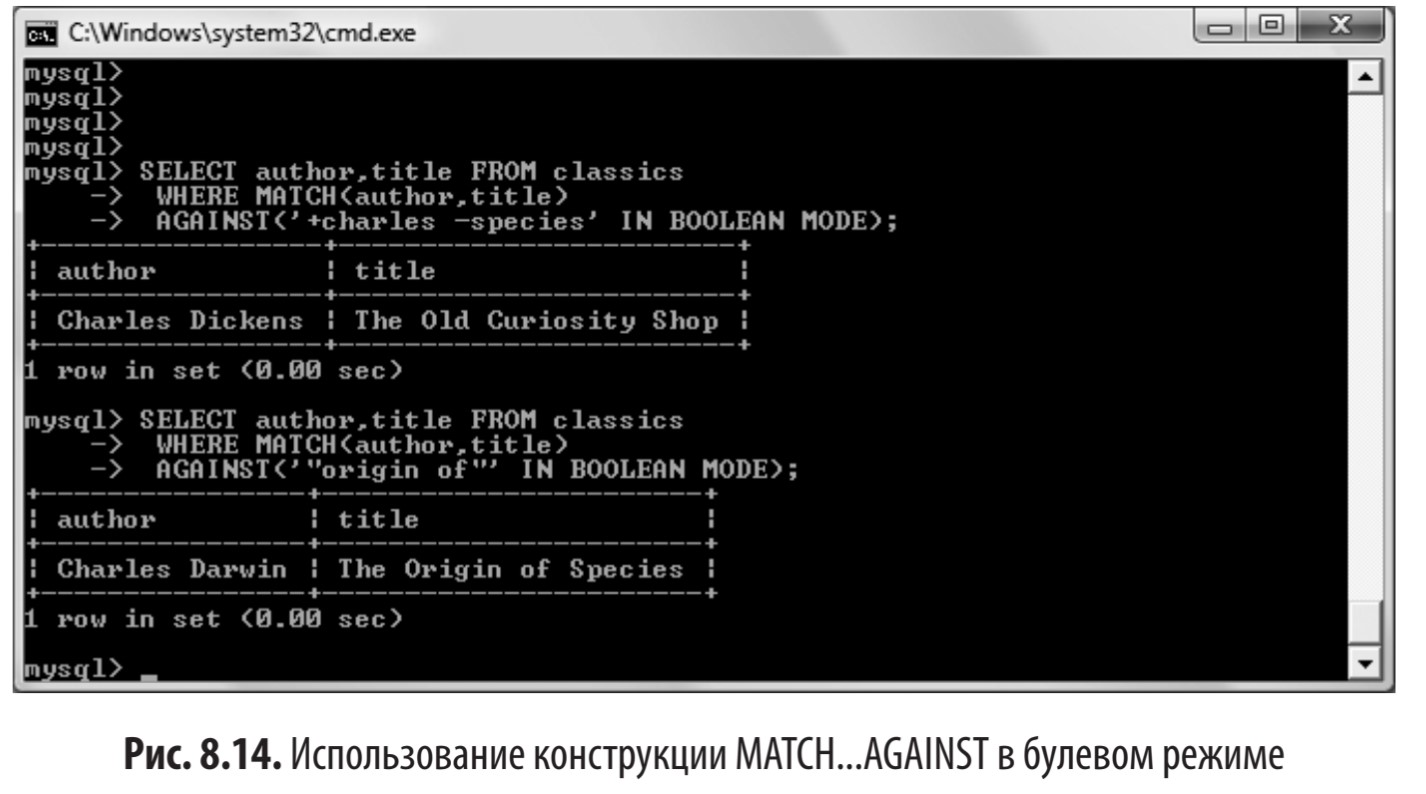 C:\Windows\system32\cmd.exe
mysql>
mysql>
mysql>
mysql>
mysql> SELECT author,title FROM classics
    ->  WHERE MATCH(author,title)
    ->  AGAINST('+charles -species' IN BOOLEAN MODE);
+-----------------+------------------------+
| author          | title                  |
+-----------------+------------------------+
| Charles Dickens | The Old Curiosity Shop |
+-----------------+------------------------+
1 row in set (0.00 sec)
mysql> SELECT author,title FROM classics
    ->  WHERE MATCH(author,title)
    ->  AGAINST('"origin of"' IN BOOLEAN MODE);
+----------------+-----------------------+
| author         | title                 |
+----------------+-----------------------+
| Charles Darwin | The Origin of Species |
+----------------+-----------------------+
1 row in set (0.00 sec)
mysql> _
Рис. 8.14. Использование конструкции MATCH...AGAINST в булевом режиме